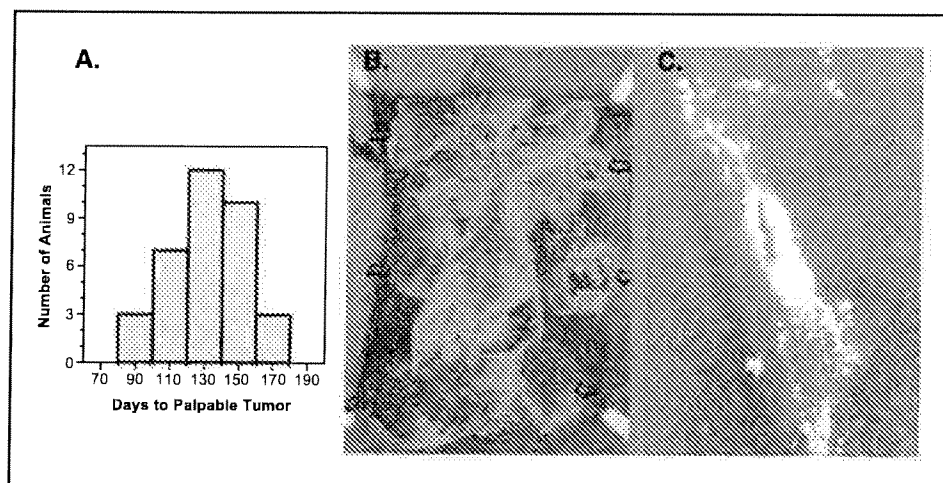 A.
B.
C.
Number of Animals
12
9
6
3
0
70 90 110 130 150 170 190
Days to Palpable Tumor